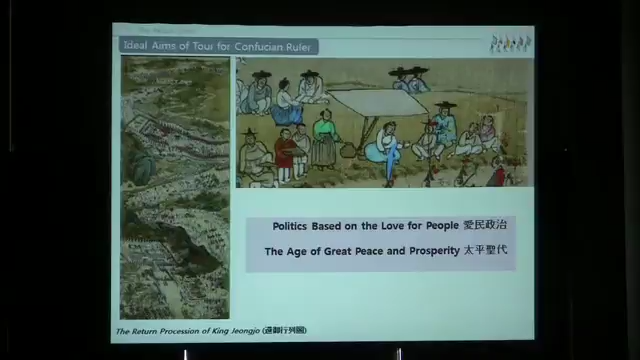 Ideal Aims of Tour for Confucian Ruler
Politics Based on the Love for People 愛民政治
The Age of Great Peace and Prosperity 太平聖代
The Return Procession of King Jeongjo (還御行列圖)